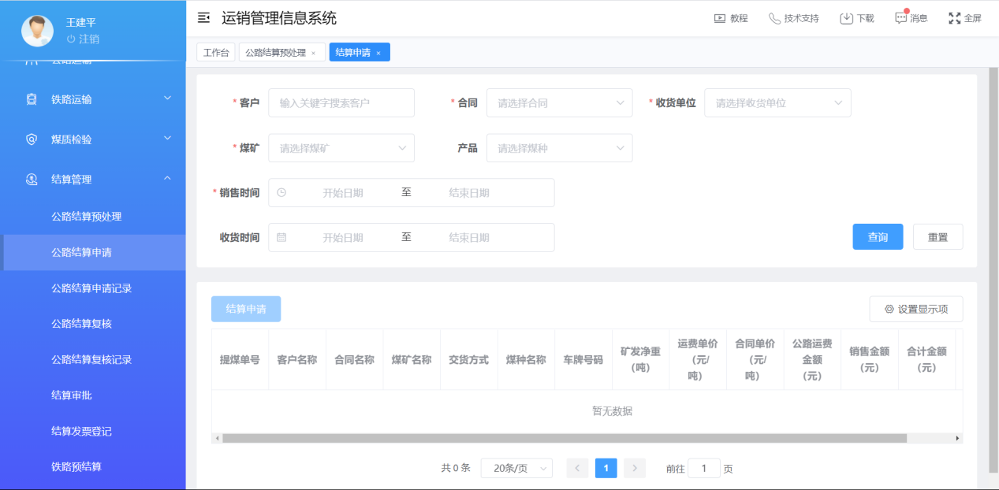 王建平
注销
运销管理信息系统
教程
技术支持
下载
消息
全屏
工作台
公路结算预处理 ×
结算申请 ×
公路运输
铁路运输
煤质检验
结算管理
公路结算预处理
公路结算申请
公路结算申请记录
公路结算复核
公路结算复核记录
结算审批
结算发票登记
铁路预结算
* 客户 输入关键字搜索客户
* 合同 请选择合同
* 收货单位 请选择收货单位
* 煤矿 请选择煤矿
产品 请选择煤种
* 销售时间 开始日期 至 结束日期
收货时间 开始日期 至 结束日期
查询
重置
结算申请
设置显示项
提煤单号
客户名称
合同名称
煤矿名称
交货方式
煤种名称
车牌号码
矿发净重
(吨)
运费单价
(元/
吨)
合同单价
(元/
吨)
公路运费
金额
(元)
销售金额
(元)
合计金额
(元)
暂无数据
共 0 条
20条/页
1
前往 1 页